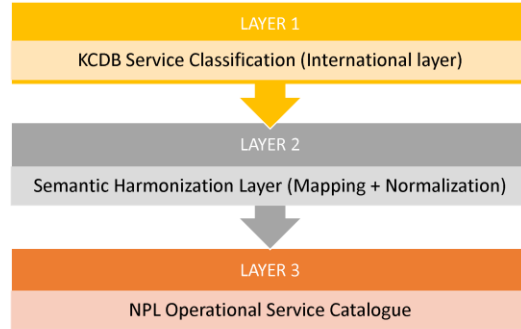 LAYER 1
KCDB Service Classification (International layer)
LAYER 2
Semantic Harmonization Layer (Mapping + Normalization)
LAYER 3
NPL Operational Service Catalogue